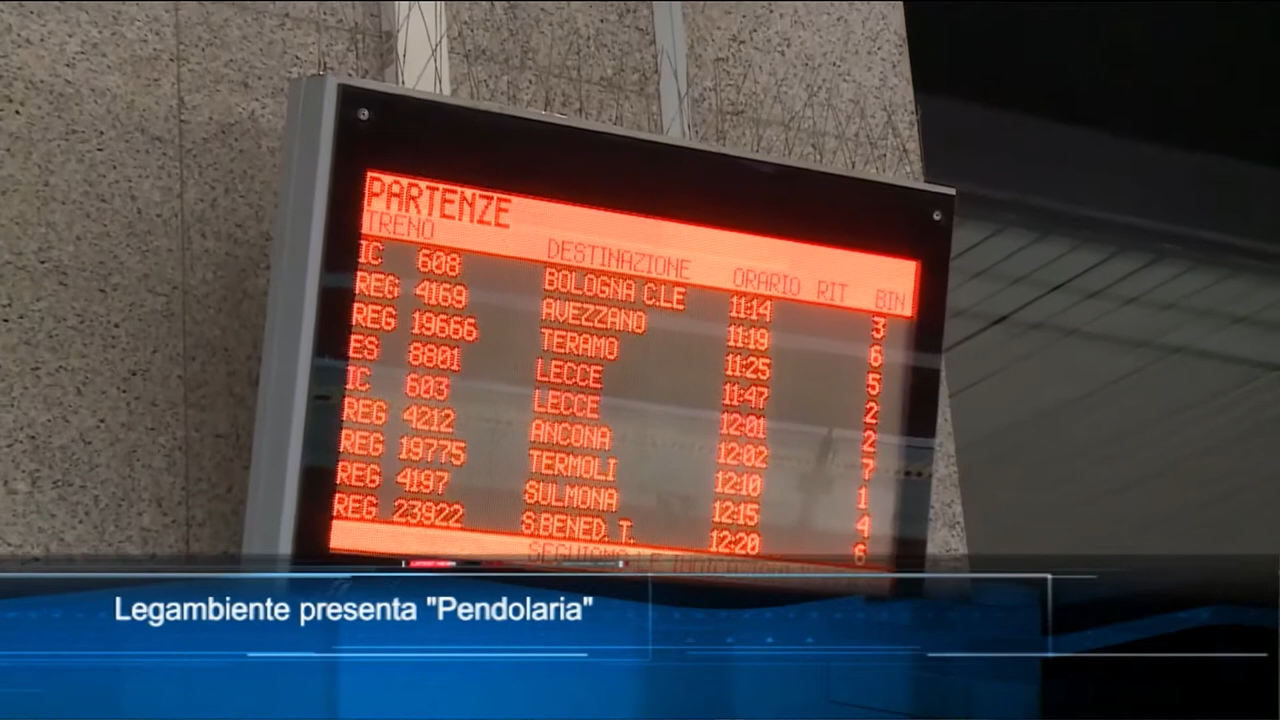 PARTENZE
TRENO DESTINAZIONE ORARIO RIT BIN
IC 608 BOLOGNA C.LE 11:14 3
REG 4169 AVEZZANO 11:19 6
REG 19666 TERAMO 11:25 5
ES 8801 LECCE 11:47 2
IC 603 LECCE 12:01 2
REG 4212 ANCONA 12:02 7
REG 19775 TERMOLI 12:10 1
REG 4197 SULMONA 12:15 4
REG 23922 S.BENED. T. 12:20 6
Legambiente presenta "Pendolaria"